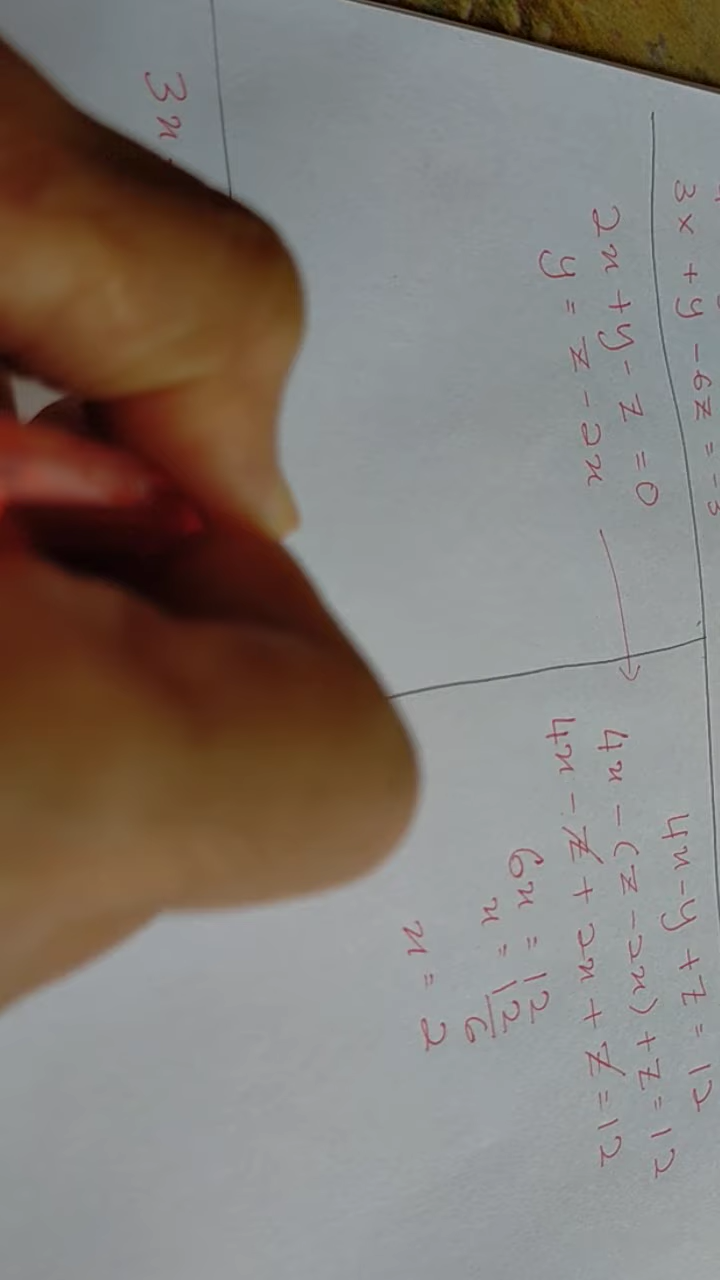 3x + y - 6z = -3
2x + y - z = 0
y = z - 2x
4x - y + z = 12
4x - (z - 2x) + z = 12
4x - z + 2x + z = 12
6x = 12
x = 12/6
x = 2
3x